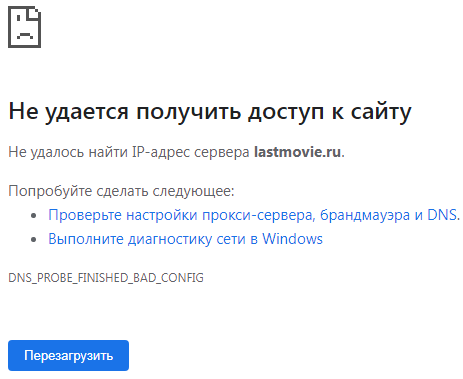 Не удается получить доступ к сайту
Не удалось найти IP-адрес сервера lastmovie.ru.
Попробуйте сделать следующее:
• Проверьте настройки прокси-сервера, брандмауэра и DNS.
• Выполните диагностику сети в Windows
DNS_PROBE_FINISHED_BAD_CONFIG
Перезагрузить